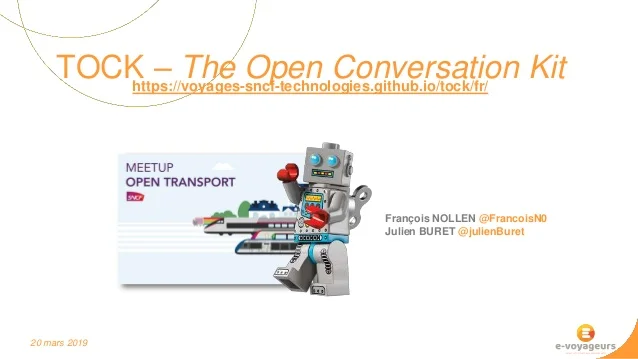 TOCK – The Open Conversation Kit
https://voyages-sncf-technologies.github.io/tock/fr/
MEETUP
OPEN TRANSPORT
SNCF
François NOLLEN @FrancoisN0
Julien BURET @julienBuret
20 mars 2019
e-voyageurs